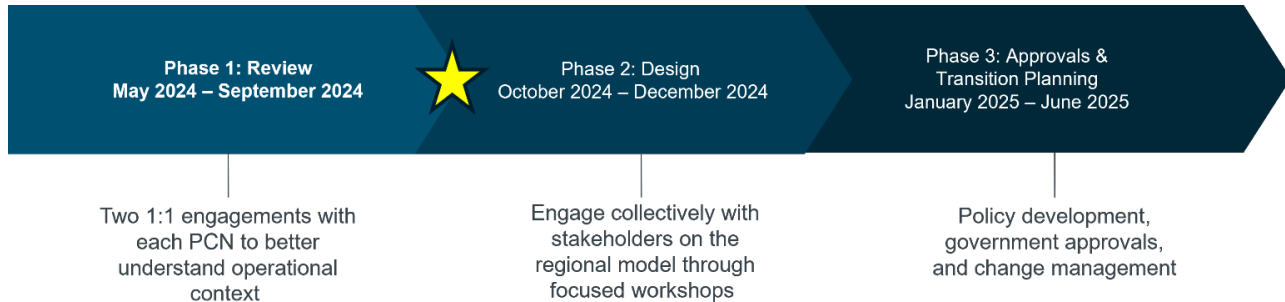 Phase 1: Review
May 2024 – September 2024
Phase 2: Design
October 2024 – December 2024
Phase 3: Approvals &
Transition Planning
January 2025 – June 2025
Two 1:1 engagements with
each PCN to better
understand operational
context
Engage collectively with
stakeholders on the
regional model through
focused workshops
Policy development,
government approvals,
and change management